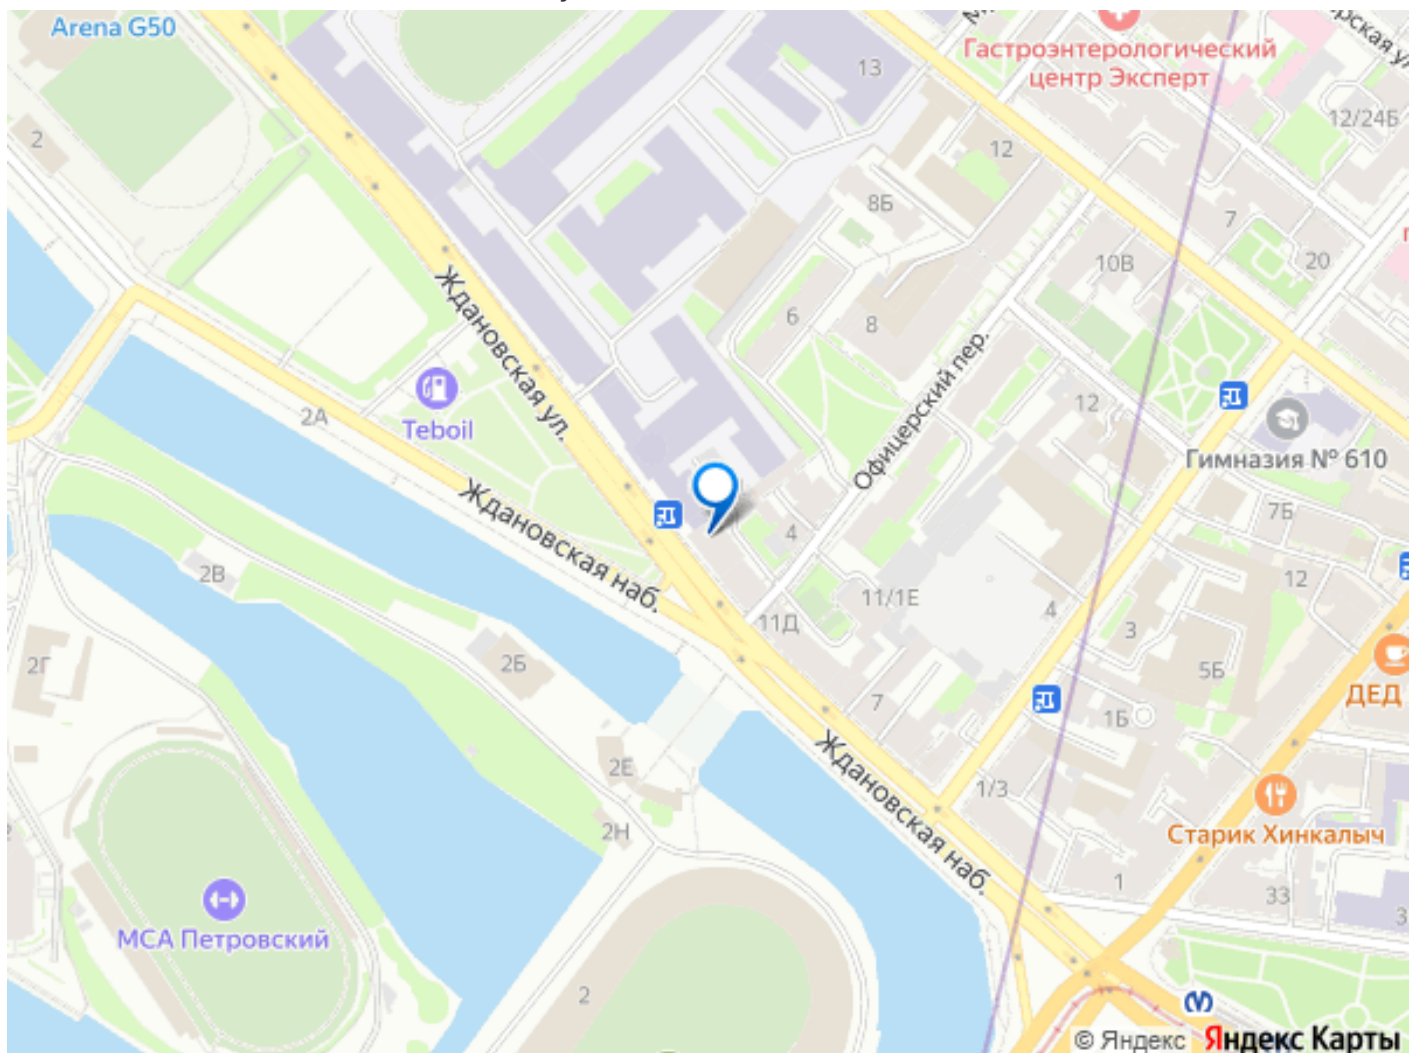 Arena G50
Гастроэнтерологический
центр Эксперт
13
12/24Б
2
12
8Б
7
20
10В
Ждановская ул.
6
8
Офицерский пер.
2А
Teboil
12
Гимназия № 610
7Б
Ждановская наб.
4
2В
12
11/1Е
4
11Д
3
2Г
2Б
5Б
ДЕД
7
1Б
Ждановская наб.
2Е
1/3
2Н
Старик Хинкалыч
1
33
3
МСА Петровский
2
© Яндекс Яндекс Карты